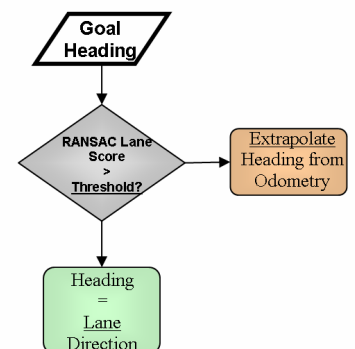 Goal
Heading
RANSAC Lane
Score
>
Threshold?
Extrapolate
Heading from
Odometry
Heading
=
Lane
Direction